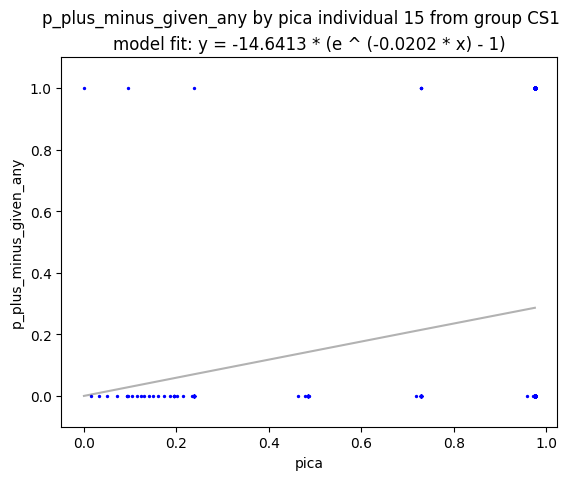 p_plus_minus_given_any by pica individual 15 from group CS1
model fit: y = -14.6413 * (e ^ (-0.0202 * x) - 1)
1.0
0.8
0.6
0.4
0.2
0.0
p_plus_minus_given_any
0.0 0.2 0.4 0.6 0.8 1.0
pica